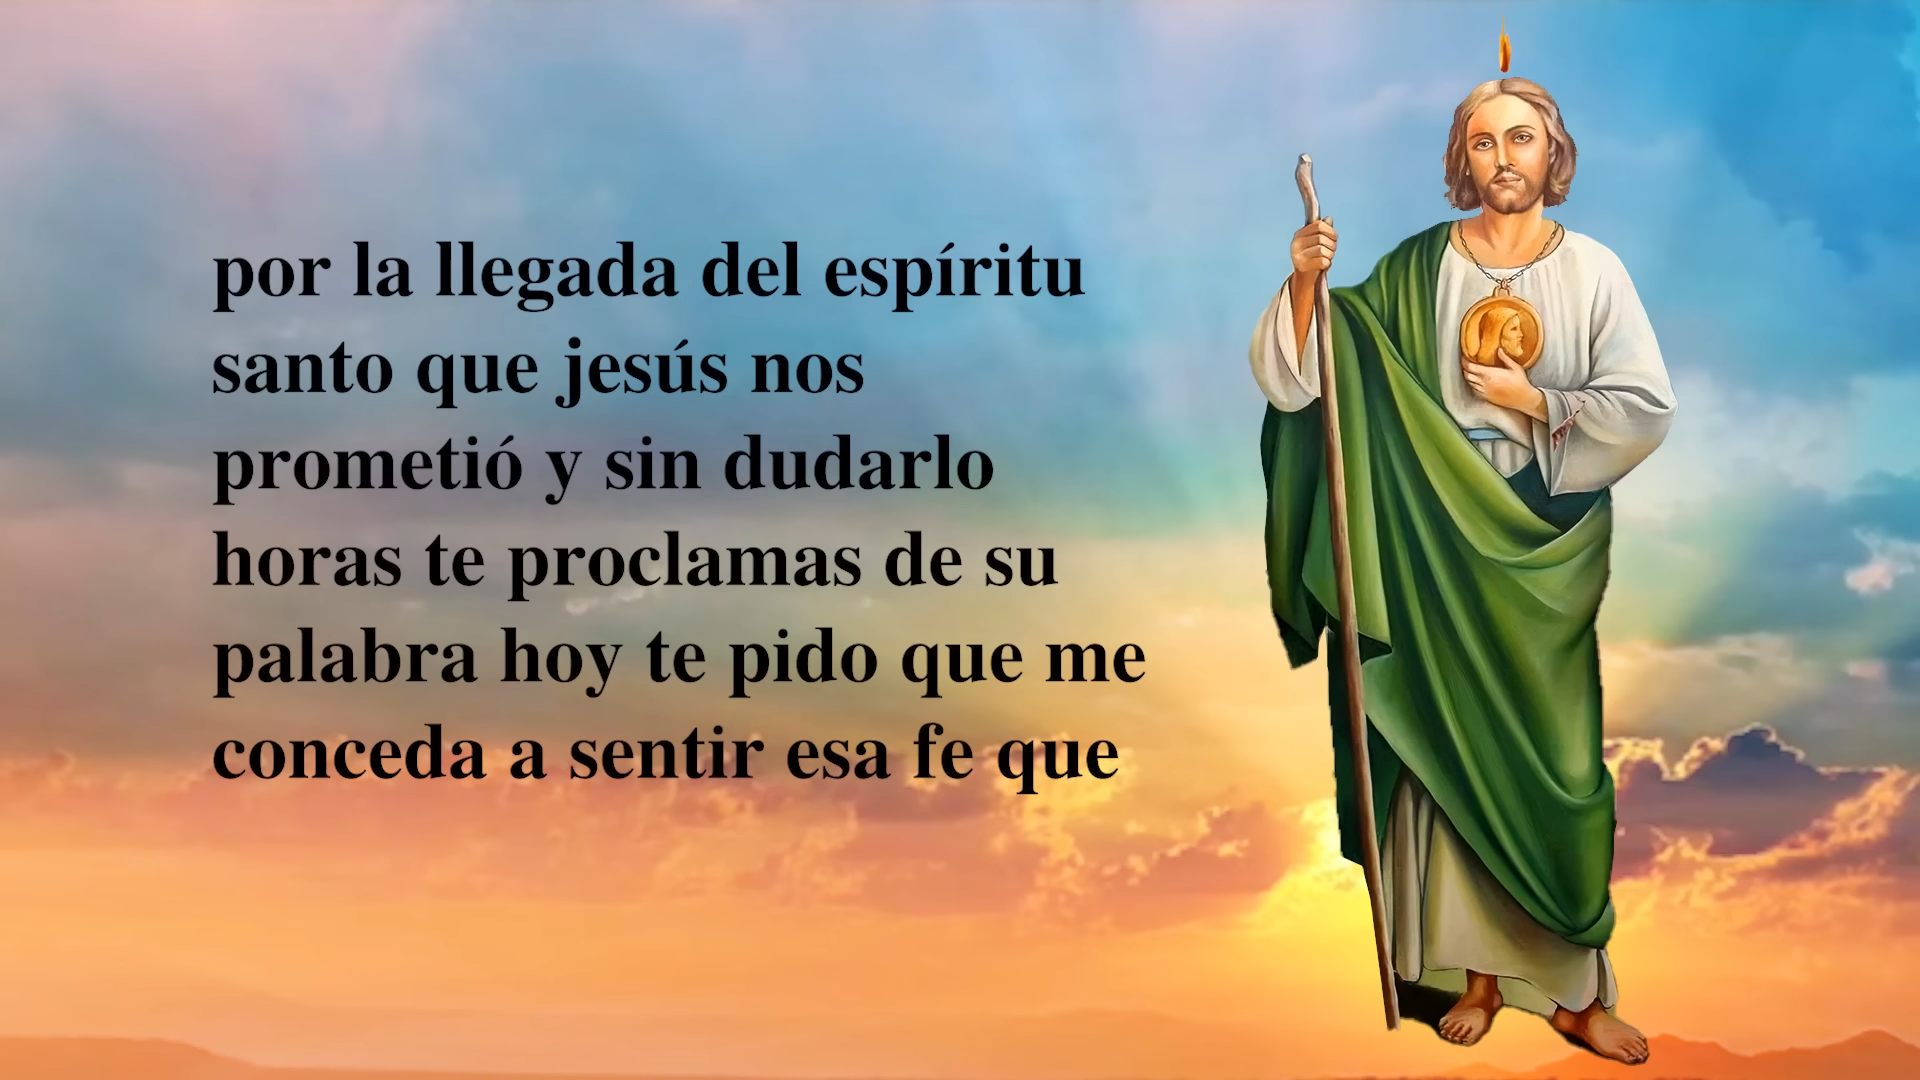 por la llegada del espíritu
santo que jesús nos
prometió y sin dudarlo
horas te proclamas de su
palabra hoy te pido que me
conceda a sentir esa fe que